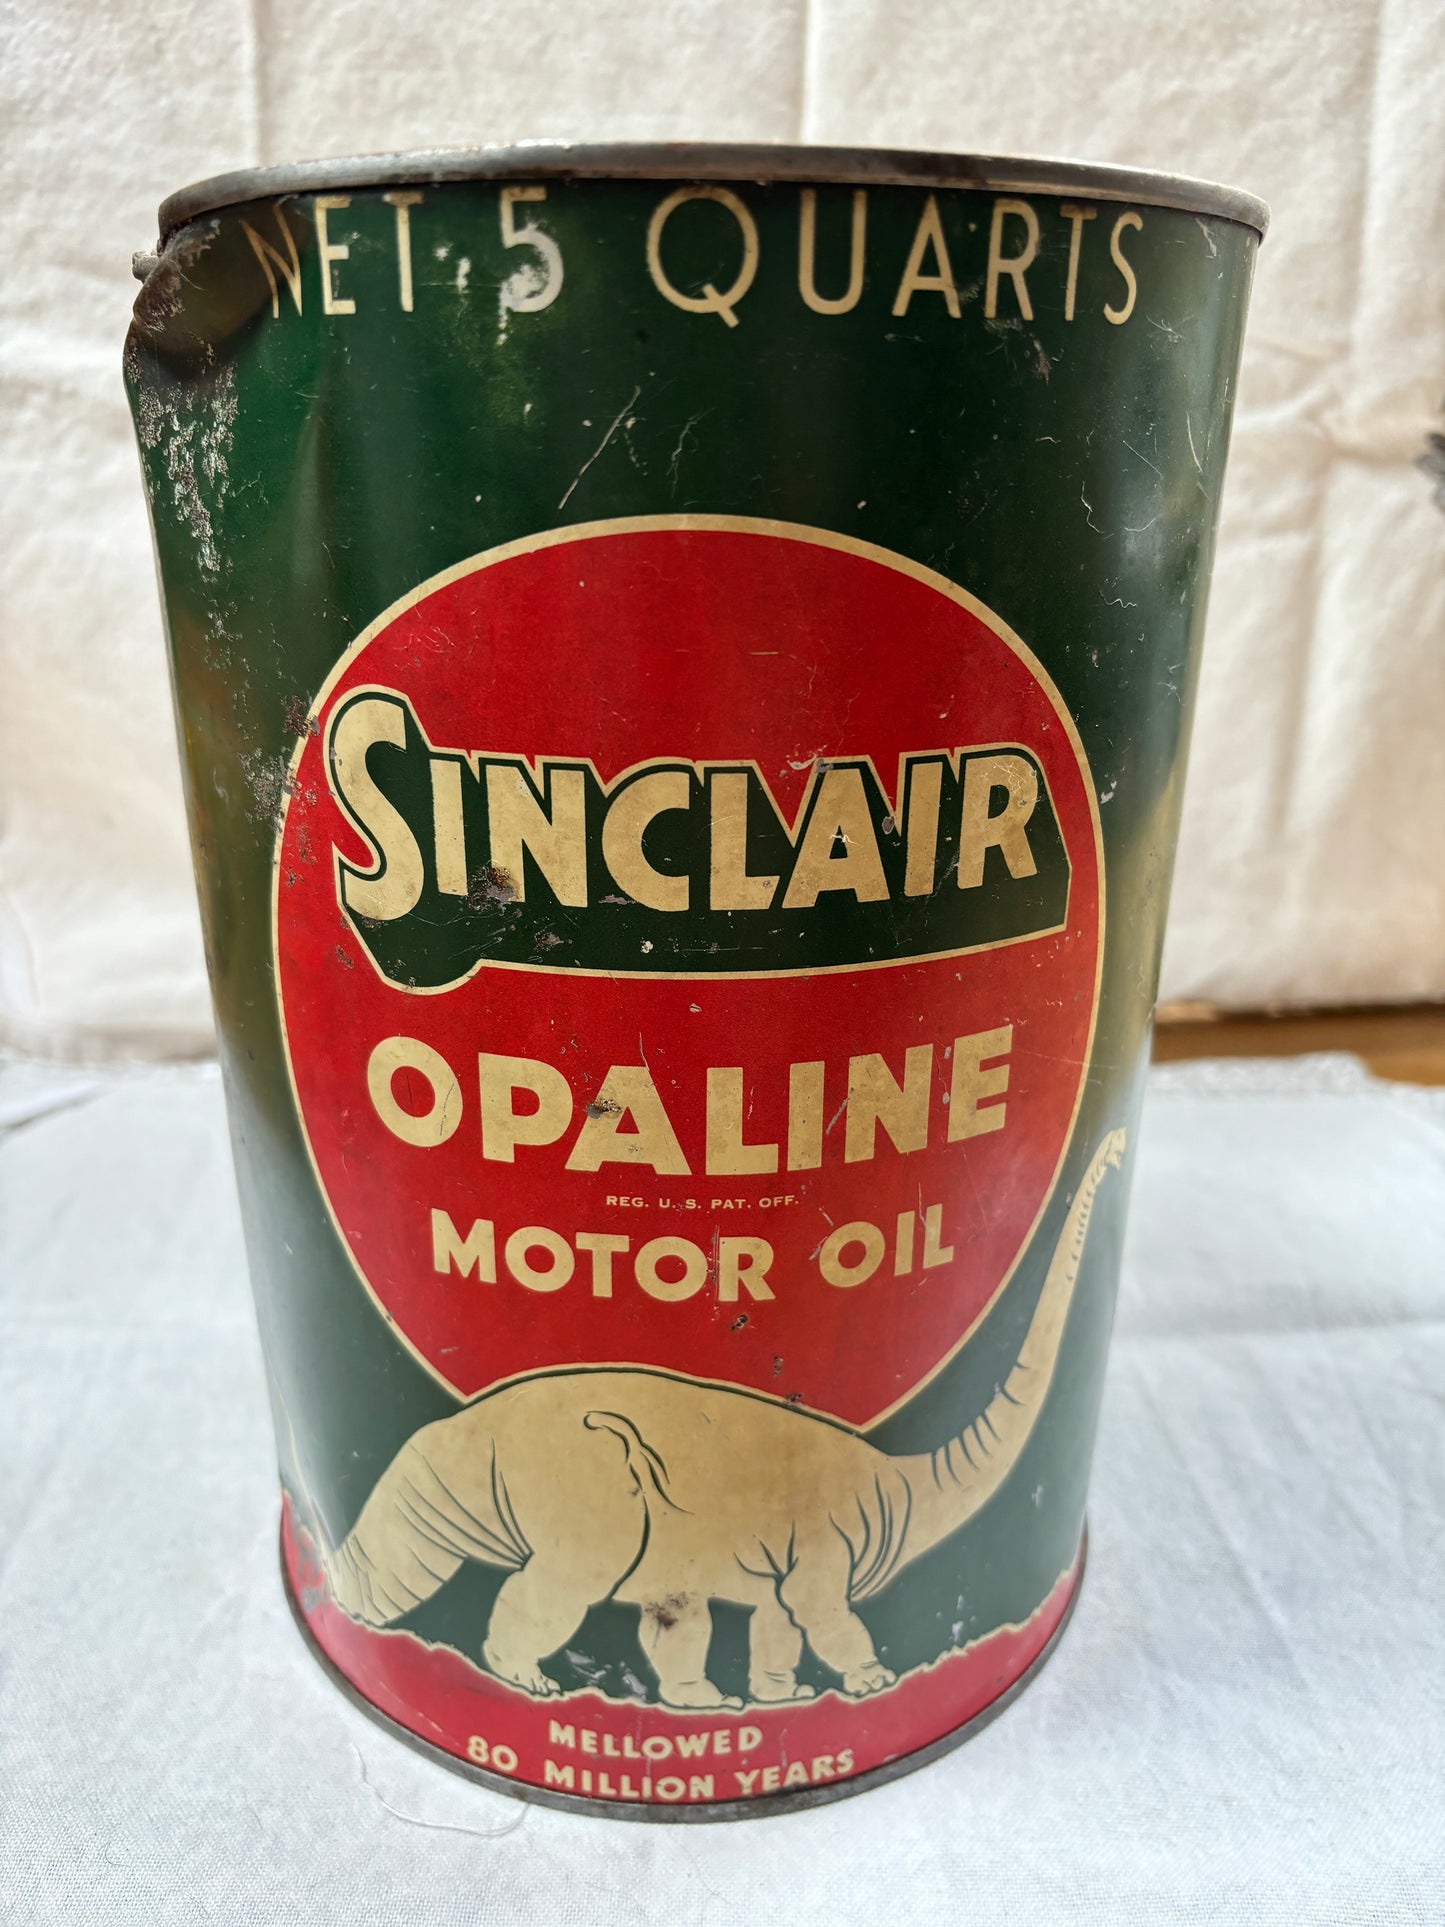 NET 5 QUARTS
SINCLAIR
OPALINE
REG. U. S. PAT. OFF.
MOTOR OIL
MELLOWED
80 MILLION YEARS